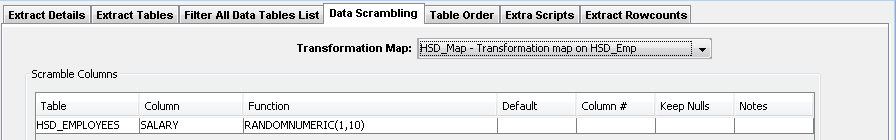 Extract Details Extract Tables Filter All Data Tables List Data Scrambling Table Order Extra Scripts Extract Rowcounts
Transformation Map: HSD_Map - Transformation map on HSD_Emp
Scramble Columns
Table Column Function Default Column # Keep Nulls Notes
HSD_EMPLOYEES SALARY RANDOMNUMERIC(1,10)